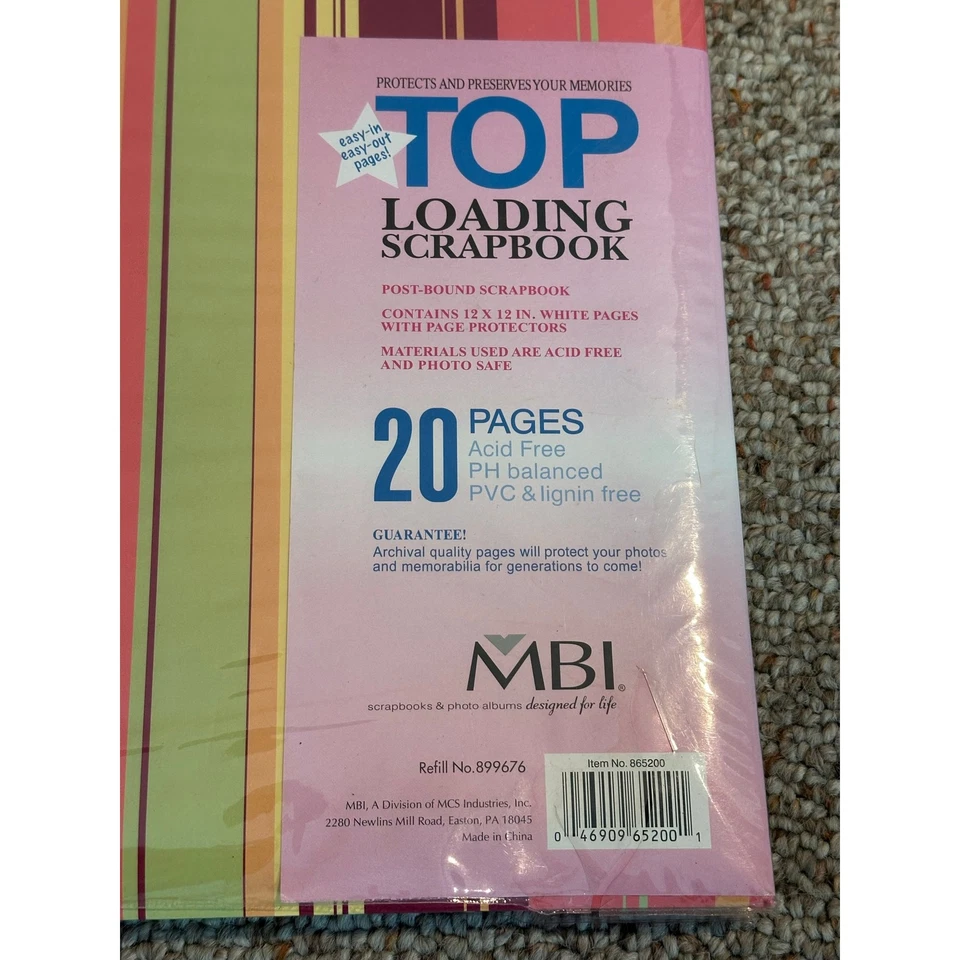 PROTECTS AND PRESERVES YOUR MEMORIES
easy-in
easy-out
pages!
TOP
LOADING
SCRAPBOOK
POST-BOUND SCRAPBOOK
CONTAINS 12 X 12 IN. WHITE PAGES
WITH PAGE PROTECTORS
MATERIALS USED ARE ACID FREE
AND PHOTO SAFE
20 PAGES
Acid Free
PH balanced
PVC & lignin free
GUARANTEE!
Archival quality pages will protect your photos
and memorabilia for generations to come!
MBI®
scrapbooks & photo albums designed for life
Refill No.899676
Item No. 865200
MBI, A Division of MCS Industries, Inc.
2280 Newlins Mill Road, Easton, PA 18045
Made in China
0 46909 65200 1